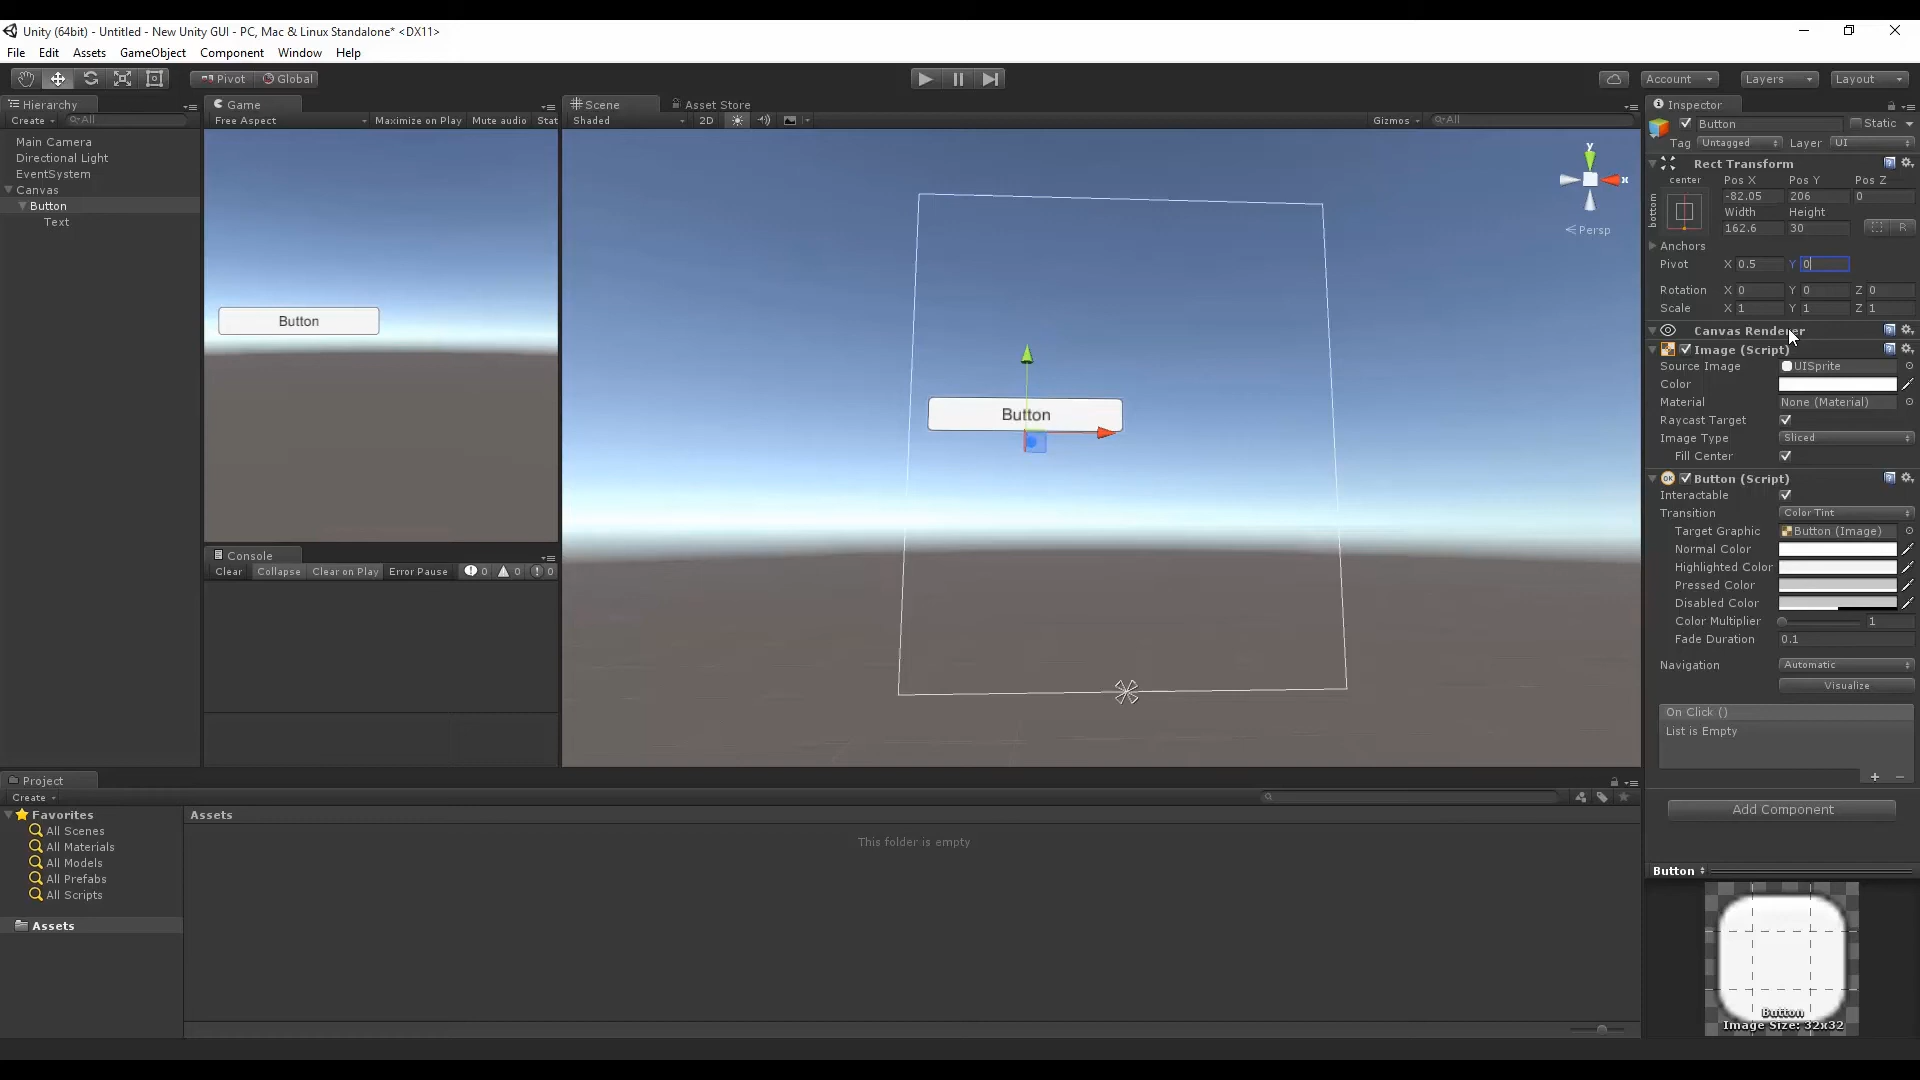 Unity (64bit) - Untitled - New Unity GUI - PC, Mac & Linux Standalone* <DX11>
File Edit Assets GameObject Component Window Help
Pivot Global Account Layers Layout
Hierarchy
Create All
Main Camera
Directional Light
EventSystem
Canvas
Button
Text
Game
Free Aspect Maximize on Play Mute audio Stat
Button
Console
Clear Collapse Clear on Play Error Pause 0 0 0
Scene Asset Store
Shaded 2D Gizmos All
y
x
Persp
Button
Inspector
Button Static
Tag Untagged Layer UI
Rect Transform
center Pos X Pos Y Pos Z
bottom
-82.05 206 0
Width Height
162.6 30 R
Anchors
Pivot X 0.5 Y 0
Rotation X 0 Y 0 Z 0
Scale X 1 Y 1 Z 1
Canvas Renderer
Image (Script)
Source Image UISprite
Color
Material None (Material)
Raycast Target
Image Type Sliced
Fill Center
OK Button (Script)
Interactable
Transition Color Tint
Target Graphic Button (Image)
Normal Color
Highlighted Color
Pressed Color
Disabled Color
Color Multiplier 1
Fade Duration 0.1
Navigation Automatic
Visualize
On Click ()
List is Empty
+ -
Add Component
Button
Button
Image Size: 32x32
Project
Create
Favorites
All Scenes
All Materials
All Models
All Prefabs
All Scripts
Assets
Assets
This folder is empty